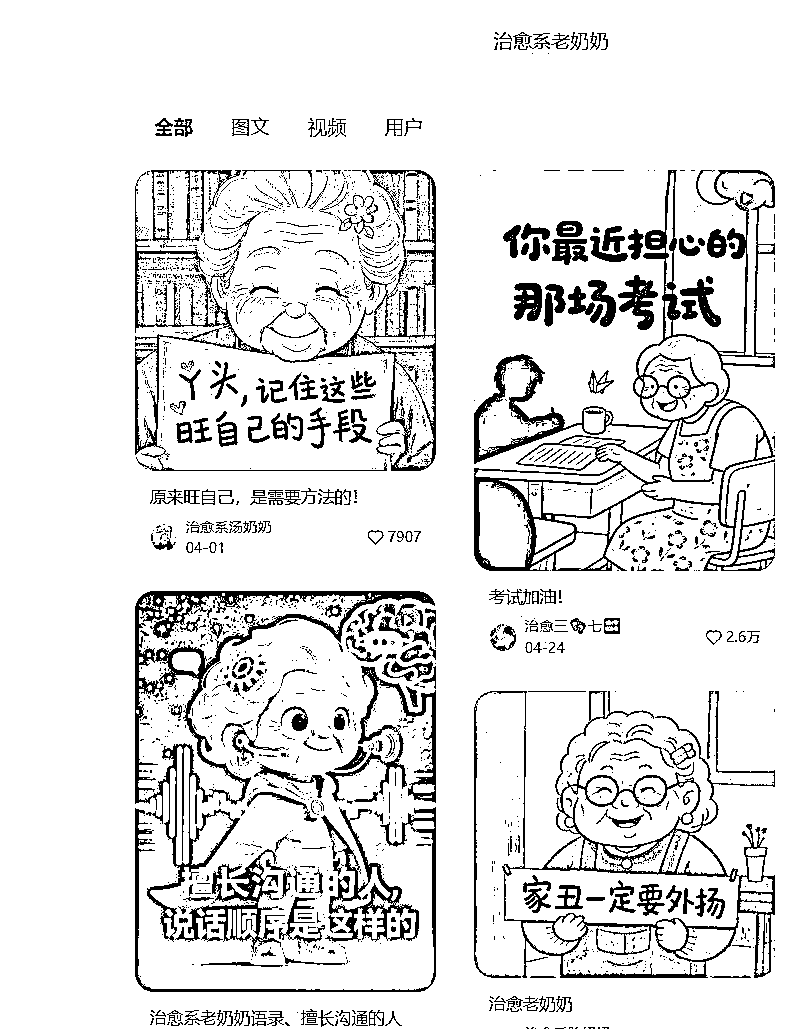 治愈系老奶奶
全部 图文 视频 用户
丫头,记住这些
旺自己的手段
原来旺自己，是需要方法的！
治愈系汤奶奶
04-01
7907
你最近担心的
那场考试
考试加油！
治愈三
七
04-24
2.6万
擅长沟通的人,
说话顺序是这样的
治愈系老奶奶语录、擅长沟通的人
家丑一定要外扬
治愈老奶奶